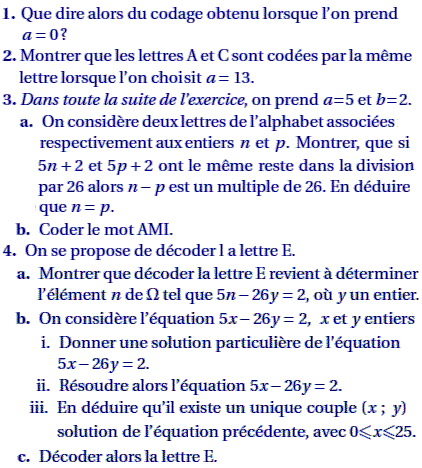 1. Que dire alors du codage obtenu lorsque l'on prend
a=0?
2. Montrer que les lettres A et C sont codées par la même
lettre lorsque l'on choisit a= 13.
3. Dans toute la suite de l'exercice, on prend a=5 et b=2.
a. On considère deux lettres de l'alphabet associées
respectivement aux entiers n et p. Montrer, que si
5n+2 et 5p+2 ont le même reste dans la division
par 26 alors n-p est un multiple de 26. En déduire
que n= p.
b. Coder le mot AMI.
4. On se propose de décoder l a lettre E.
a. Montrer que décoder la lettre E revient à déterminer
l'élément n de Ω tel que 5n-26y=2, où y un entier.
b. On considère l'équation 5x-26y=2, x et y entiers
i. Donner une solution particulière de l'équation
5x-26y=2.
ii. Résoudre alors l'équation 5x-26y=2.
iii. En déduire qu'il existe un unique couple (x ; y)
solution de l'équation précédente, avec 0⩽x⩽25.
c. Décoder alors la lettre E.